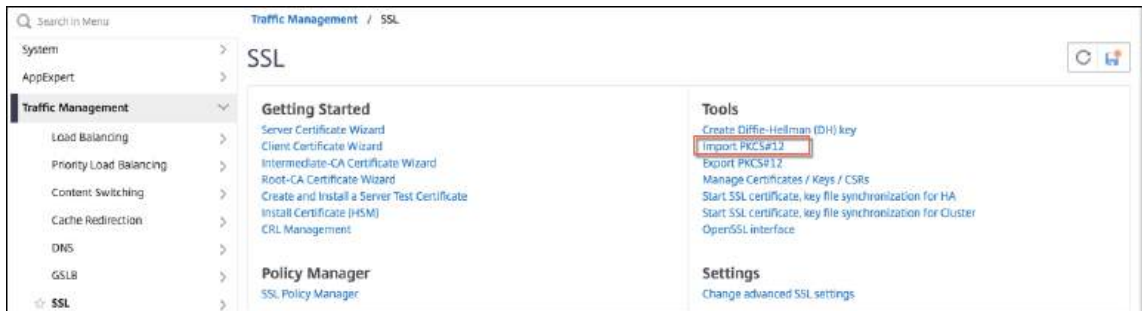 Search in Menu
System
AppExpert
Traffic Management
Load Balancing
Priority Load Balancing
Content Switching
Cache Redirection
DNS
GSLB
SSL
Traffic Management / SSL
SSL
Getting Started
Server Certificate Wizard
Client Certificate Wizard
Intermediate-CA Certificate Wizard
Root-CA Certificate Wizard
Create and Install a Server Test Certificate
Install Certificate (HSM)
CRL Management
Policy Manager
SSL Policy Manager
Tools
Create Diffie-Hellman (DH) key
Import PKCS#12
Export PKCS#12
Manage Certificates / Keys / CSRs
Start SSL certificate, key file synchronization for HA
Start SSL certificate, key file synchronization for Cluster
OpenSSL interface
Settings
Change advanced SSL settings